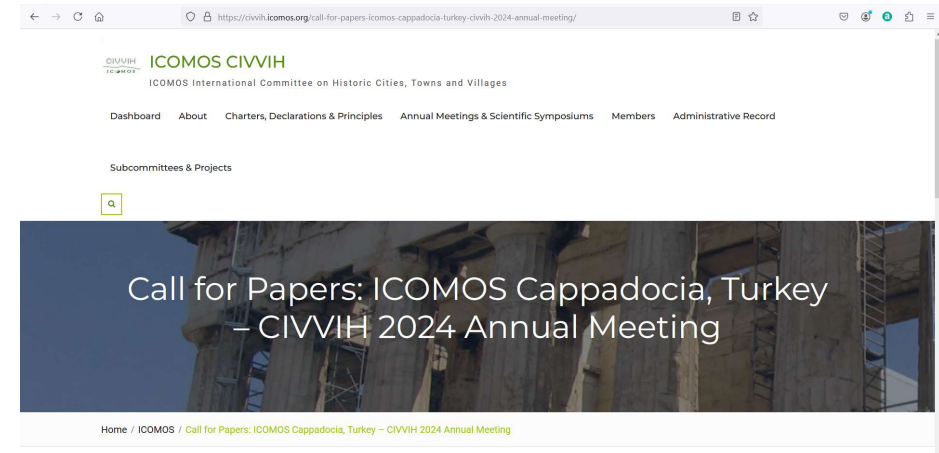 https://civvih.icomos.org/call-for-papers-icomos-cappadocia-turkey-civvih-2024-annual-meeting/
CIVVIH
ICOMOS
ICOMOS CIVVIH
ICOMOS International Committee on Historic Cities, Towns and Villages
Dashboard About Charters, Declarations & Principles Annual Meetings & Scientific Symposiums Members Administrative Record
Subcommittees & Projects
Call for Papers: ICOMOS Cappadocia, Turkey
– CIVVIH 2024 Annual Meeting
Home / ICOMOS / Call for Papers: ICOMOS Cappadocia, Turkey – CIVVIH 2024 Annual Meeting